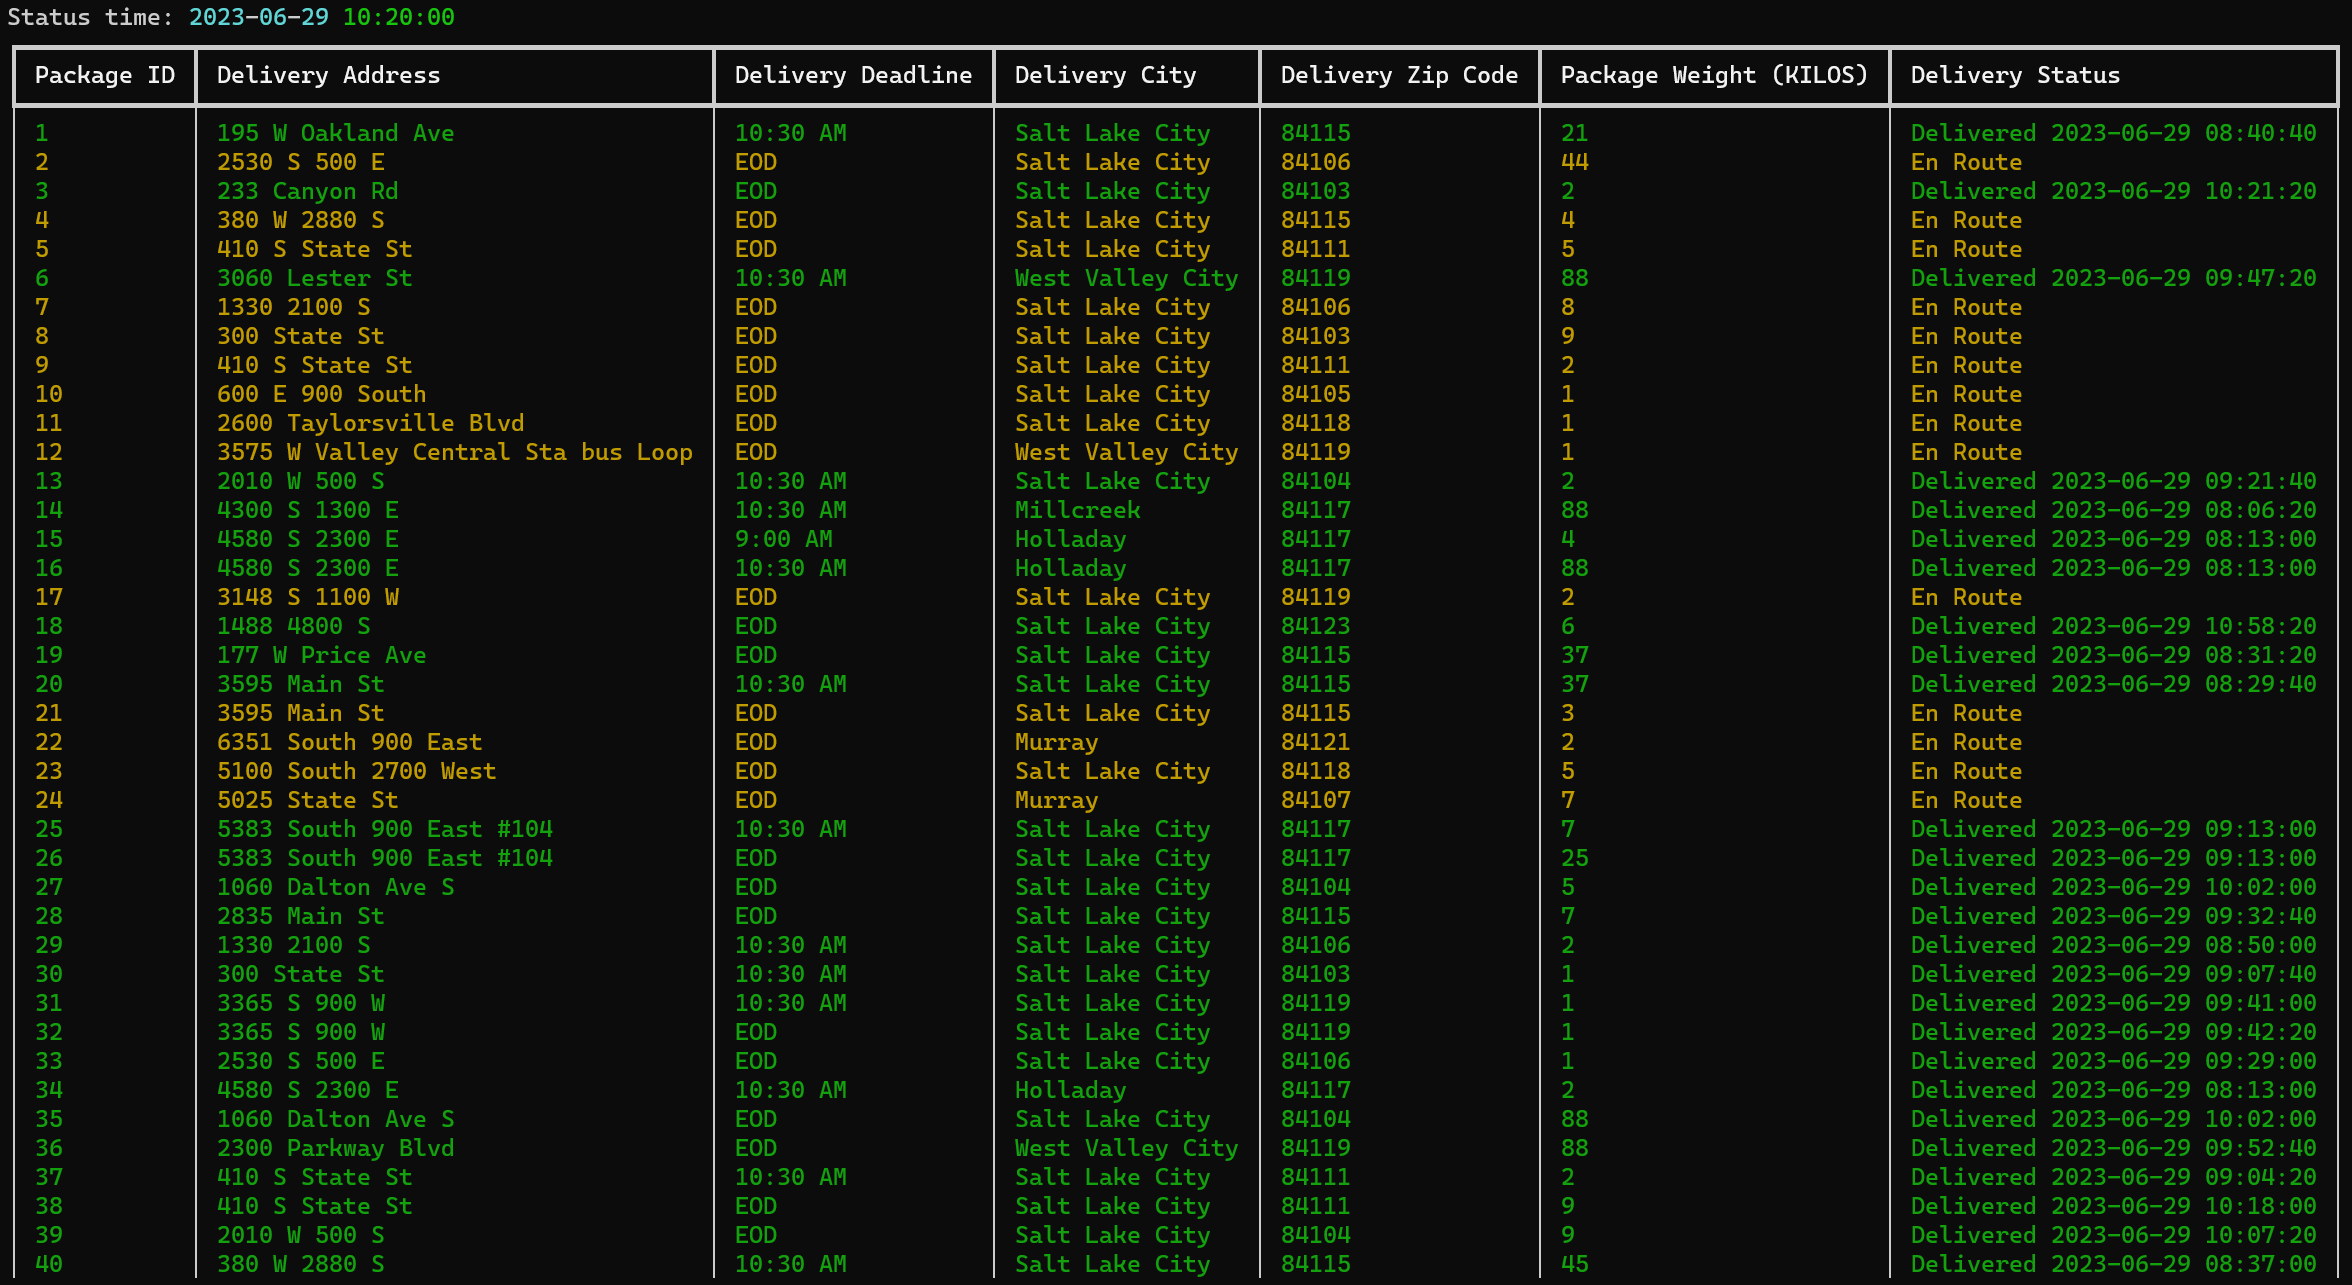 Status time: 2023-06-29 10:20:00
Package ID Delivery Address Delivery Deadline Delivery City Delivery Zip Code Package Weight (KILOS) Delivery Status
1 195 W Oakland Ave 10:30 AM Salt Lake City 84115 21 Delivered 2023-06-29 08:40:40
2 2530 S 500 E EOD Salt Lake City 84106 44 En Route
3 233 Canyon Rd EOD Salt Lake City 84103 2 Delivered 2023-06-29 10:21:20
4 380 W 2880 S EOD Salt Lake City 84115 4 En Route
5 410 S State St EOD Salt Lake City 84111 5 En Route
6 3060 Lester St 10:30 AM West Valley City 84119 88 Delivered 2023-06-29 09:47:20
7 1330 2100 S EOD Salt Lake City 84106 8 En Route
8 300 State St EOD Salt Lake City 84103 9 En Route
9 410 S State St EOD Salt Lake City 84111 2 En Route
10 600 E 900 South EOD Salt Lake City 84105 1 En Route
11 2600 Taylorsville Blvd EOD Salt Lake City 84118 1 En Route
12 3575 W Valley Central Sta bus Loop EOD West Valley City 84119 1 En Route
13 2010 W 500 S 10:30 AM Salt Lake City 84104 2 Delivered 2023-06-29 09:21:40
14 4300 S 1300 E 10:30 AM Millcreek 84117 88 Delivered 2023-06-29 08:06:20
15 4580 S 2300 E 9:00 AM Holladay 84117 4 Delivered 2023-06-29 08:13:00
16 4580 S 2300 E 10:30 AM Holladay 84117 88 Delivered 2023-06-29 08:13:00
17 3148 S 1100 W EOD Salt Lake City 84119 2 En Route
18 1488 4800 S EOD Salt Lake City 84123 6 Delivered 2023-06-29 10:58:20
19 177 W Price Ave EOD Salt Lake City 84115 37 Delivered 2023-06-29 08:31:20
20 3595 Main St 10:30 AM Salt Lake City 84115 37 Delivered 2023-06-29 08:29:40
21 3595 Main St EOD Salt Lake City 84115 3 En Route
22 6351 South 900 East EOD Murray 84121 2 En Route
23 5100 South 2700 West EOD Salt Lake City 84118 5 En Route
24 5025 State St EOD Murray 84107 7 En Route
25 5383 South 900 East #104 10:30 AM Salt Lake City 84117 7 Delivered 2023-06-29 09:13:00
26 5383 South 900 East #104 EOD Salt Lake City 84117 25 Delivered 2023-06-29 09:13:00
27 1060 Dalton Ave S EOD Salt Lake City 84104 5 Delivered 2023-06-29 10:02:00
28 2835 Main St EOD Salt Lake City 84115 7 Delivered 2023-06-29 09:32:40
29 1330 2100 S 10:30 AM Salt Lake City 84106 2 Delivered 2023-06-29 08:50:00
30 300 State St 10:30 AM Salt Lake City 84103 1 Delivered 2023-06-29 09:07:40
31 3365 S 900 W 10:30 AM Salt Lake City 84119 1 Delivered 2023-06-29 09:41:00
32 3365 S 900 W EOD Salt Lake City 84119 1 Delivered 2023-06-29 09:42:20
33 2530 S 500 E EOD Salt Lake City 84106 1 Delivered 2023-06-29 09:29:00
34 4580 S 2300 E 10:30 AM Holladay 84117 2 Delivered 2023-06-29 08:13:00
35 1060 Dalton Ave S EOD Salt Lake City 84104 88 Delivered 2023-06-29 10:02:00
36 2300 Parkway Blvd EOD West Valley City 84119 88 Delivered 2023-06-29 09:52:40
37 410 S State St 10:30 AM Salt Lake City 84111 2 Delivered 2023-06-29 09:04:20
38 410 S State St EOD Salt Lake City 84111 9 Delivered 2023-06-29 10:18:00
39 2010 W 500 S EOD Salt Lake City 84104 9 Delivered 2023-06-29 10:07:20
40 380 W 2880 S 10:30 AM Salt Lake City 84115 45 Delivered 2023-06-29 08:37:00